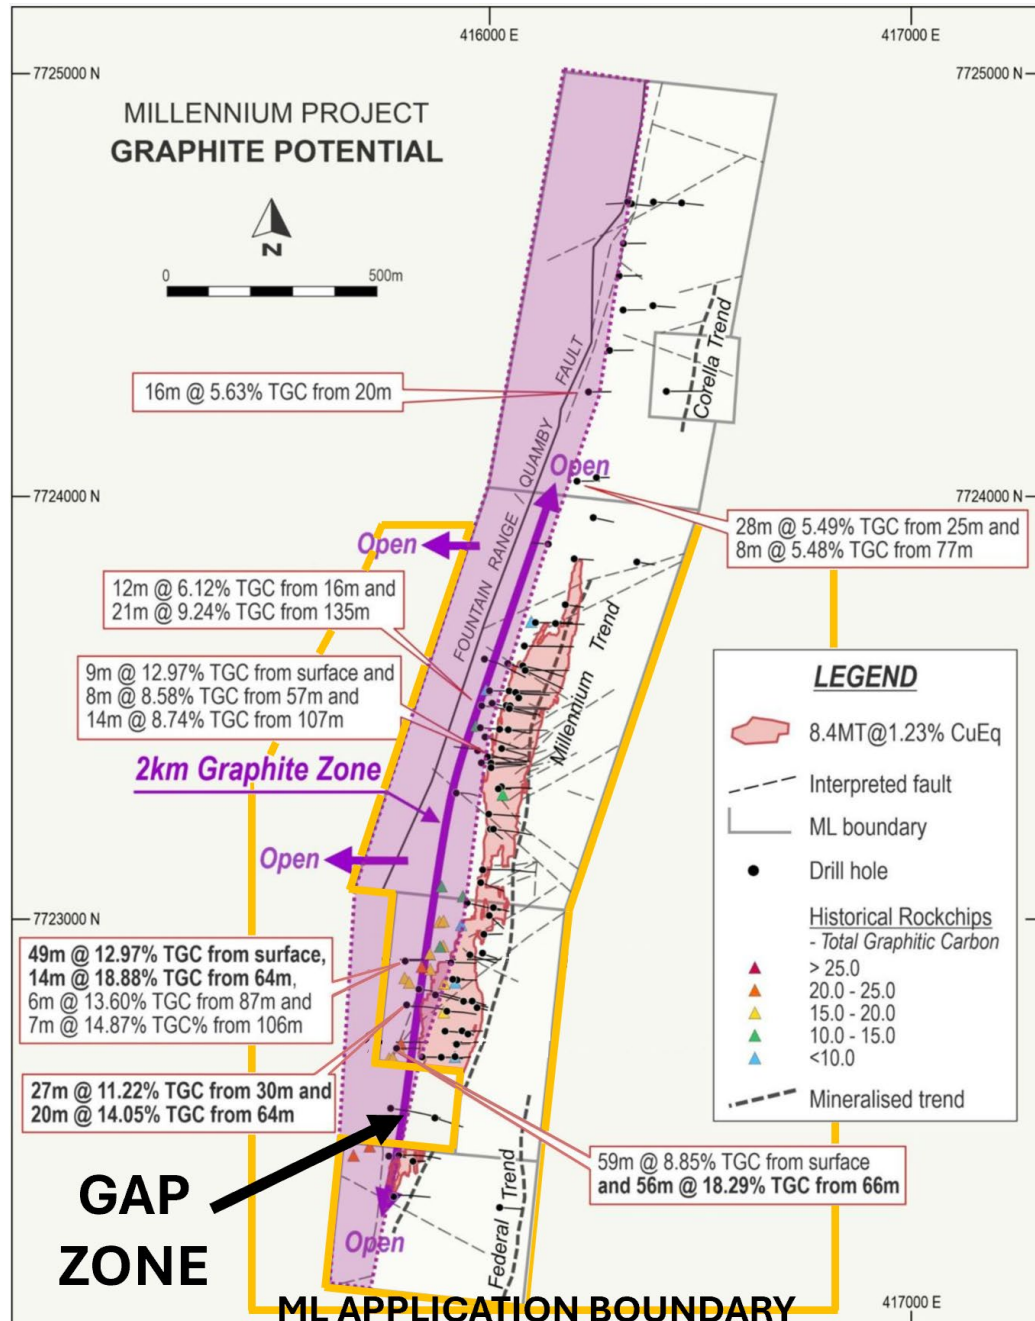 416000 E
417000 E
7725000 N
7725000 N
MILLENNIUM PROJECT
GRAPHITE POTENTIAL
N
0
500m
Corella Trend
FOUNTAIN RANGE / QUAMBY FAULT
16m @ 5.63% TGC from 20m
Open
7724000 N
7724000 N
28m @ 5.49% TGC from 25m and
8m @ 5.48% TGC from 77m
Open
12m @ 6.12% TGC from 16m and
21m @ 9.24% TGC from 135m
Millennium Trend
9m @ 12.97% TGC from surface and
8m @ 8.58% TGC from 57m and
14m @ 8.74% TGC from 107m
2km Graphite Zone
Open
LEGEND
8.4MT@1.23% CuEq
Interpreted fault
ML boundary
Drill hole
Historical Rockchips
- Total Graphitic Carbon
> 25.0
20.0 - 25.0
15.0 - 20.0
10.0 - 15.0
<10.0
Mineralised trend
7723000 N
49m @ 12.97% TGC from surface,
14m @ 18.88% TGC from 64m,
6m @ 13.60% TGC from 87m and
7m @ 14.87% TGC% from 106m
27m @ 11.22% TGC from 30m and
20m @ 14.05% TGC from 64m
59m @ 8.85% TGC from surface
and 56m @ 18.29% TGC from 66m
GAP
ZONE
Open
Federal Trend
ML APPLICATION BOUNDARY
417000 E